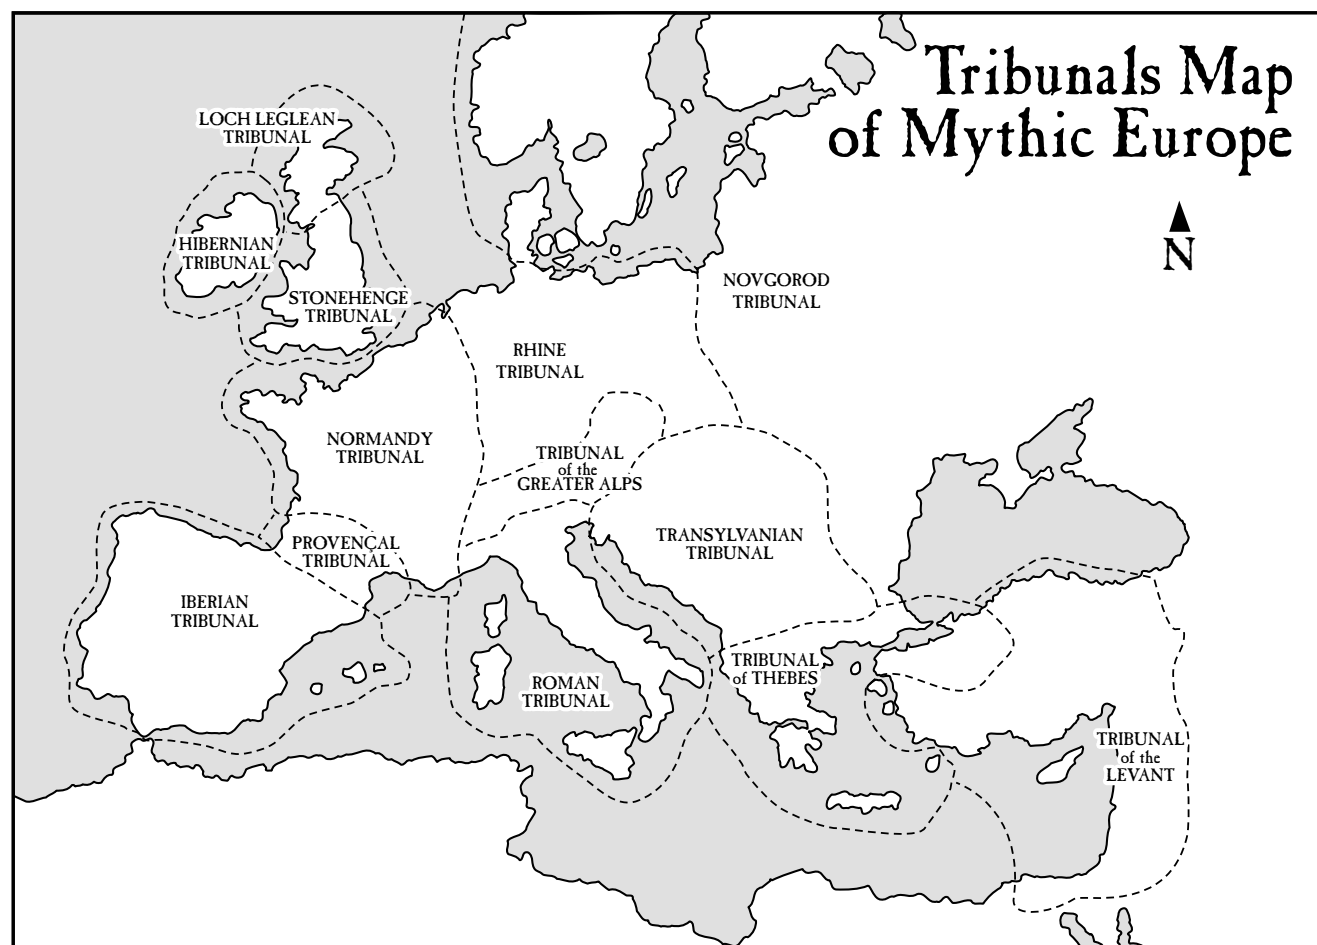 Tribunals Map
of Mythic Europe
N
LOCH LEGLEAN
TRIBUNAL
HIBERNIAN
TRIBUNAL
STONEHENGE
TRIBUNAL
NOVGOROD
TRIBUNAL
RHINE
TRIBUNAL
NORMANDY
TRIBUNAL
TRIBUNAL
of the
GREATER ALPS
PROVENÇAL
TRIBUNAL
TRANSYLVANIAN
TRIBUNAL
IBERIAN
TRIBUNAL
ROMAN
TRIBUNAL
TRIBUNAL
of THEBES
TRIBUNAL
of the
LEVANT